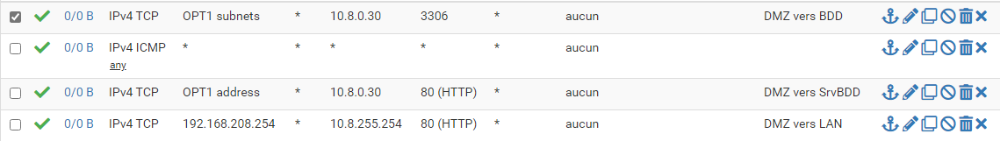 0/0 B IPv4 TCP OPT1 subnets * 10.8.0.30 3306 * aucun DMZ vers BDD
0/0 B IPv4 ICMP * * * * * aucun
any
0/0 B IPv4 TCP OPT1 address * 10.8.0.30 80 (HTTP) * aucun DMZ vers SrvBDD
0/0 B IPv4 TCP 192.168.208.254 * 10.8.255.254 80 (HTTP) * aucun DMZ vers LAN